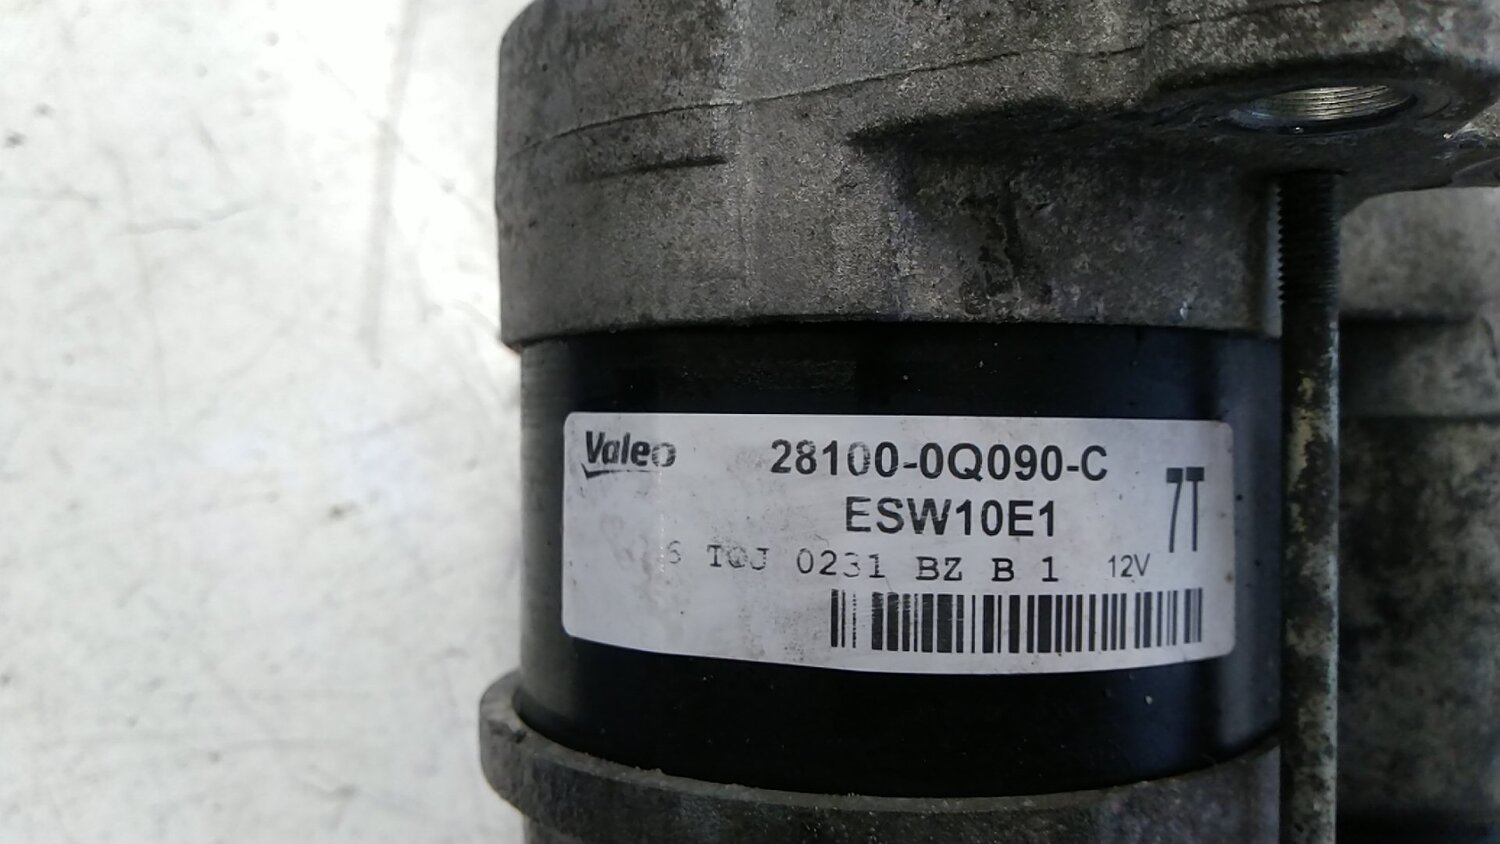 Valeo 28100-0Q090-C
ESW10E1 7T
6 TQJ 0231 BZ B 1 12V